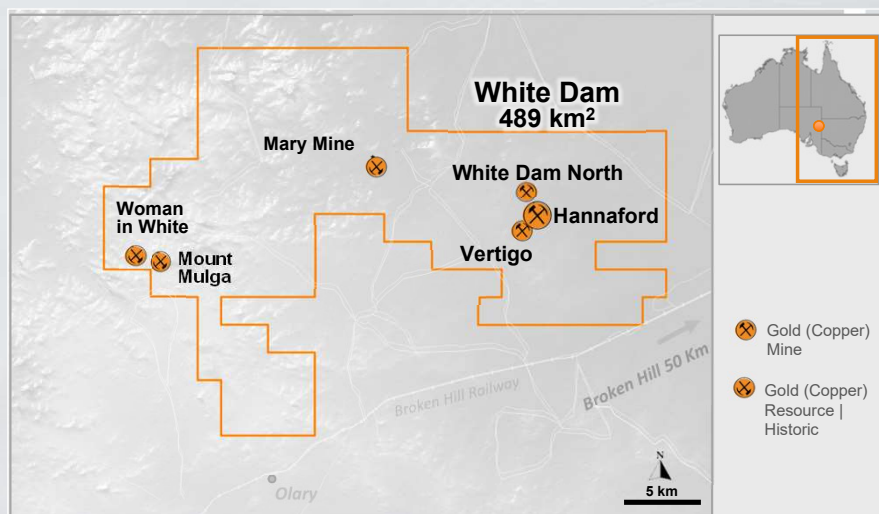 White Dam
489 km²
Mary Mine
White Dam North
Hannaford
Woman
in White
Vertigo
Mount
Mulga
Broken Hill 50 Km
Broken Hill Railway
Olary
N
5 km
Gold (Copper)
Mine
Gold (Copper)
Resource |
Historic